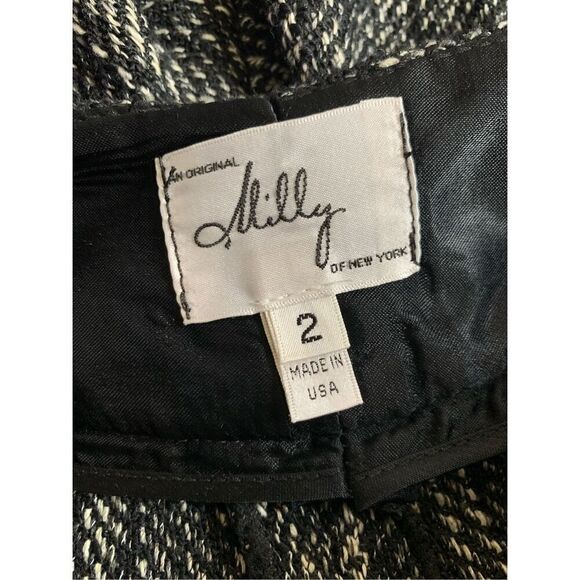 AN ORIGINAL
Milly
OF NEW YORK
2
MADE IN
USA